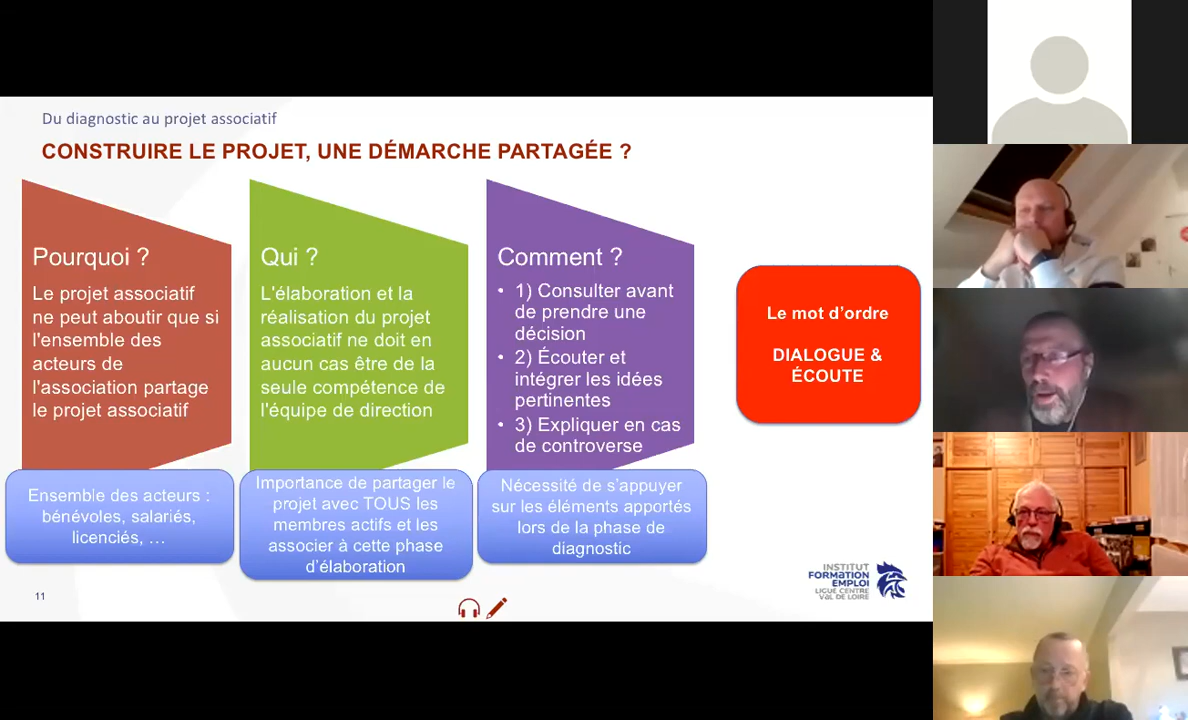 Du diagnostic au projet associatif
CONSTRUIRE LE PROJET, UNE DÉMARCHE PARTAGÉE ?
Pourquoi ?
Le projet associatif
ne peut aboutir que si
l'ensemble des
acteurs de
l'association partage
le projet associatif
Ensemble des acteurs :
bénévoles, salariés,
licenciés, …
Qui ?
L'élaboration et la
réalisation du projet
associatif ne doit en
aucun cas être de la
seule compétence de
l'équipe de direction
Importance de partager le
projet avec TOUS les
membres actifs et les
associer à cette phase
d'élaboration
Comment ?
• 1) Consulter avant
de prendre une
décision
• 2) Écouter et
intégrer les idées
pertinentes
• 3) Expliquer en cas
de controverse
Nécessité de s'appuyer
sur les éléments apportés
lors de la phase de
diagnostic
Le mot d'ordre
DIALOGUE &
ÉCOUTE
INSTITUT
FORMATION
EMPLOI
LIGUE CENTRE
VAL DE LOIRE
11